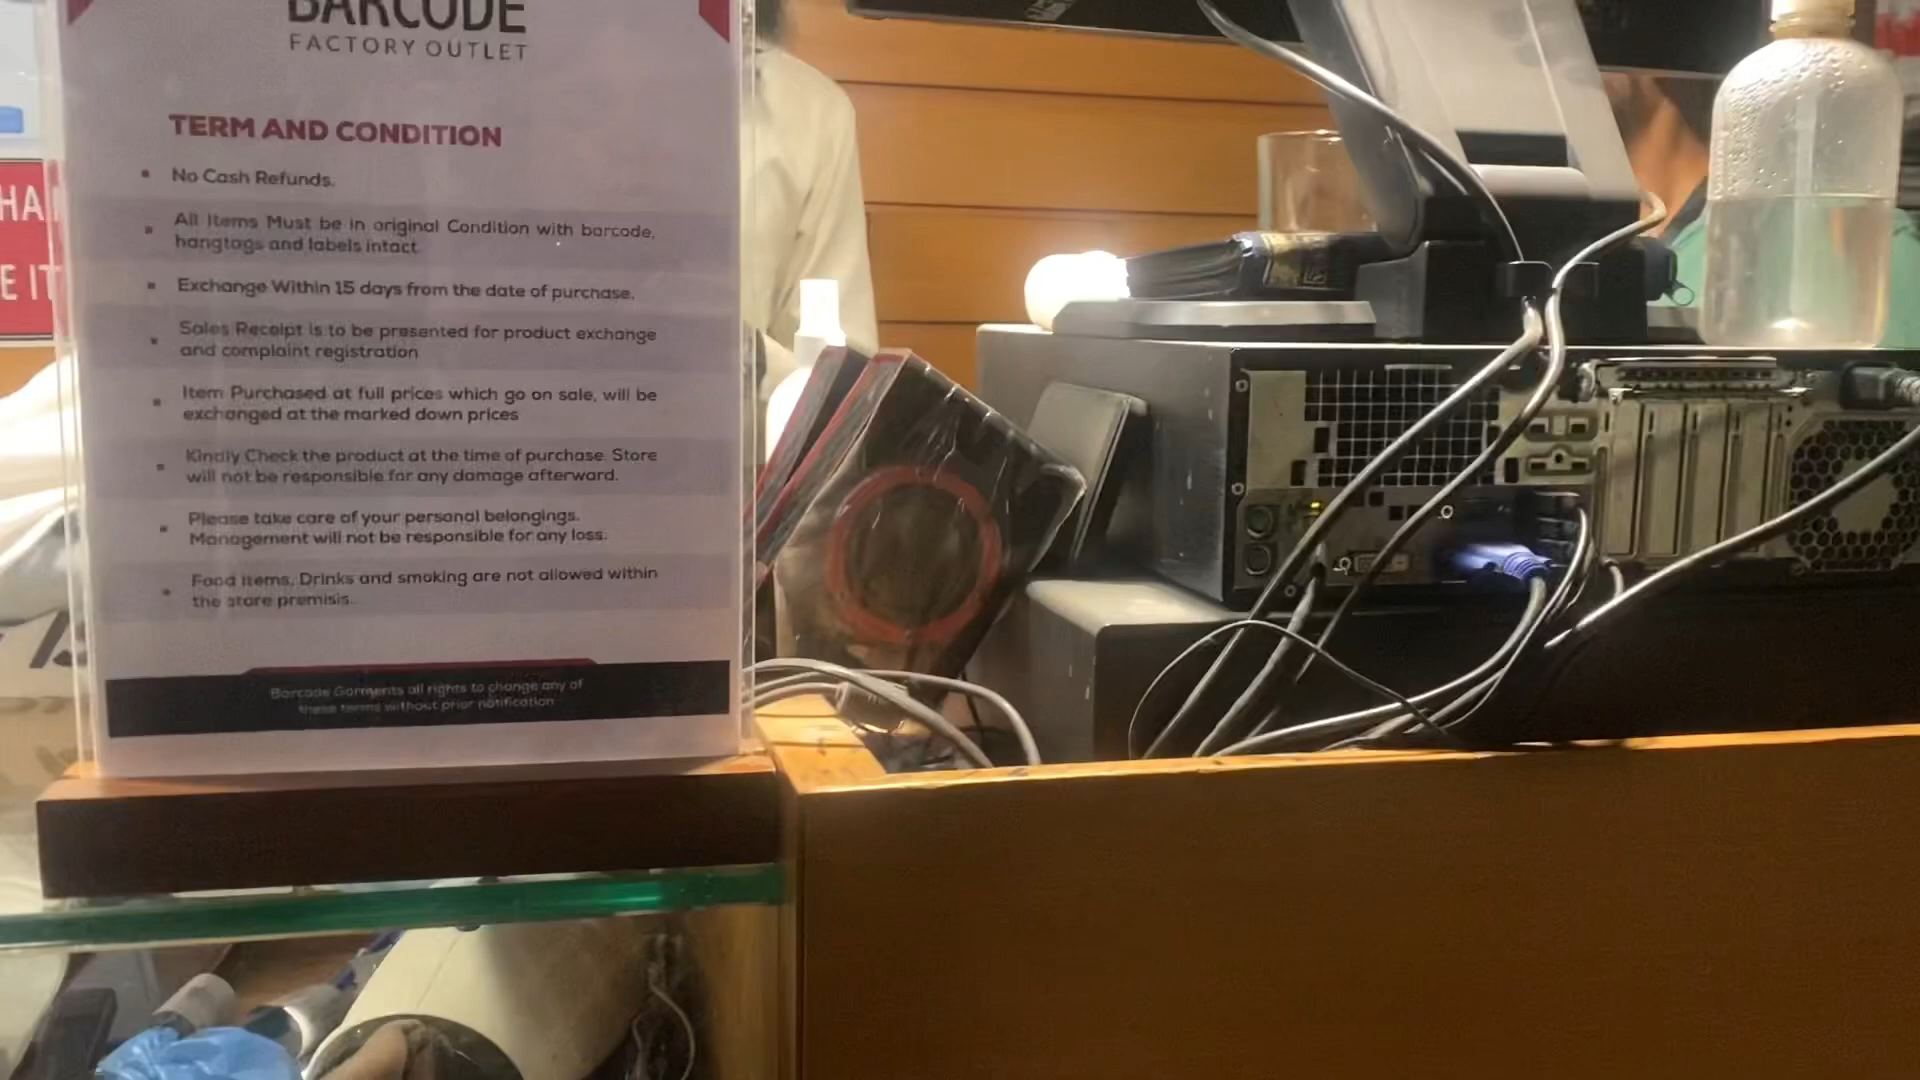 BARCODE
FACTORY OUTLET
TERM AND CONDITION
No Cash Refunds.
All Items Must be in original Condition with barcode,
hangtags and labels intact
Exchange Within 15 days from the date of purchase.
Sales Receipt is to be presented for product exchange
and complaint registration
Item Purchased at full prices which go on sale, will be
exchanged at the marked down prices
Kindly Check the product at the time of purchase. Store
will not be responsible for any damage afterward.
Please take care of your personal belongings.
Management will not be responsible for any loss.
Food items, Drinks and smoking are not allowed within
the store premisis.
Barcode Garments all rights to change any of
these terms without prior notification
HA
E IT